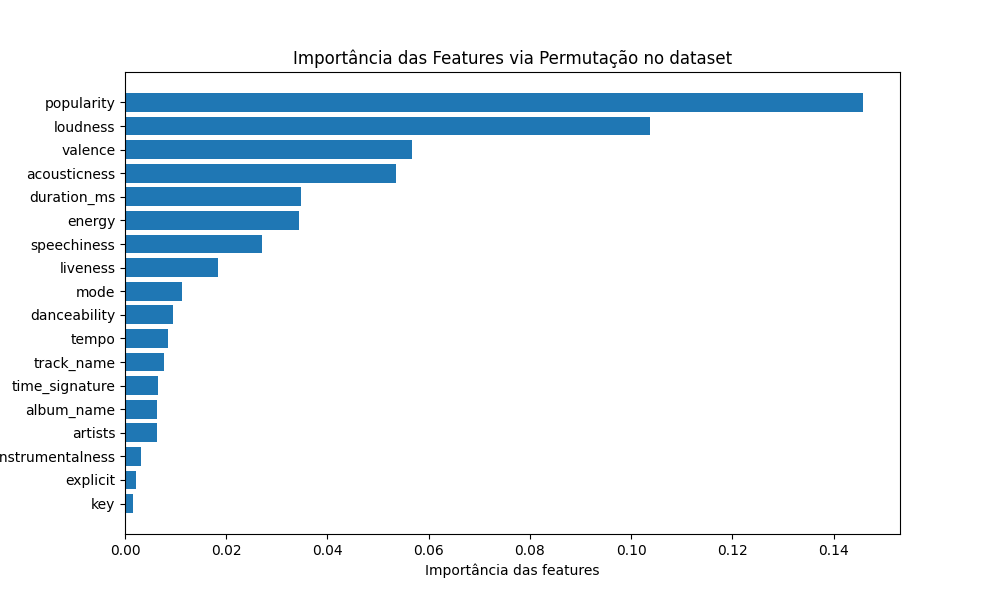 Importância das Features via Permutação no dataset
popularity
loudness
valence
acousticness
duration_ms
energy
speechiness
liveness
mode
danceability
tempo
track_name
time_signature
album_name
artists
nstrumentalness
explicit
key
0.00 0.02 0.04 0.06 0.08 0.10 0.12 0.14
Importância das features